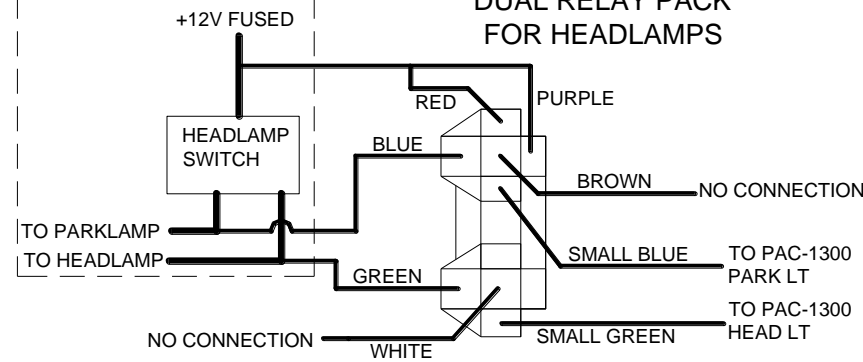 DUAL RELAY PACK
FOR HEADLAMPS
+12V FUSED
RED
PURPLE
HEADLAMP
SWITCH
BLUE
BROWN
NO CONNECTION
TO PARKLAMP
TO HEADLAMP
SMALL BLUE
TO PAC-1300
PARK LT
GREEN
TO PAC-1300
HEAD LT
SMALL GREEN
NO CONNECTION
WHITE